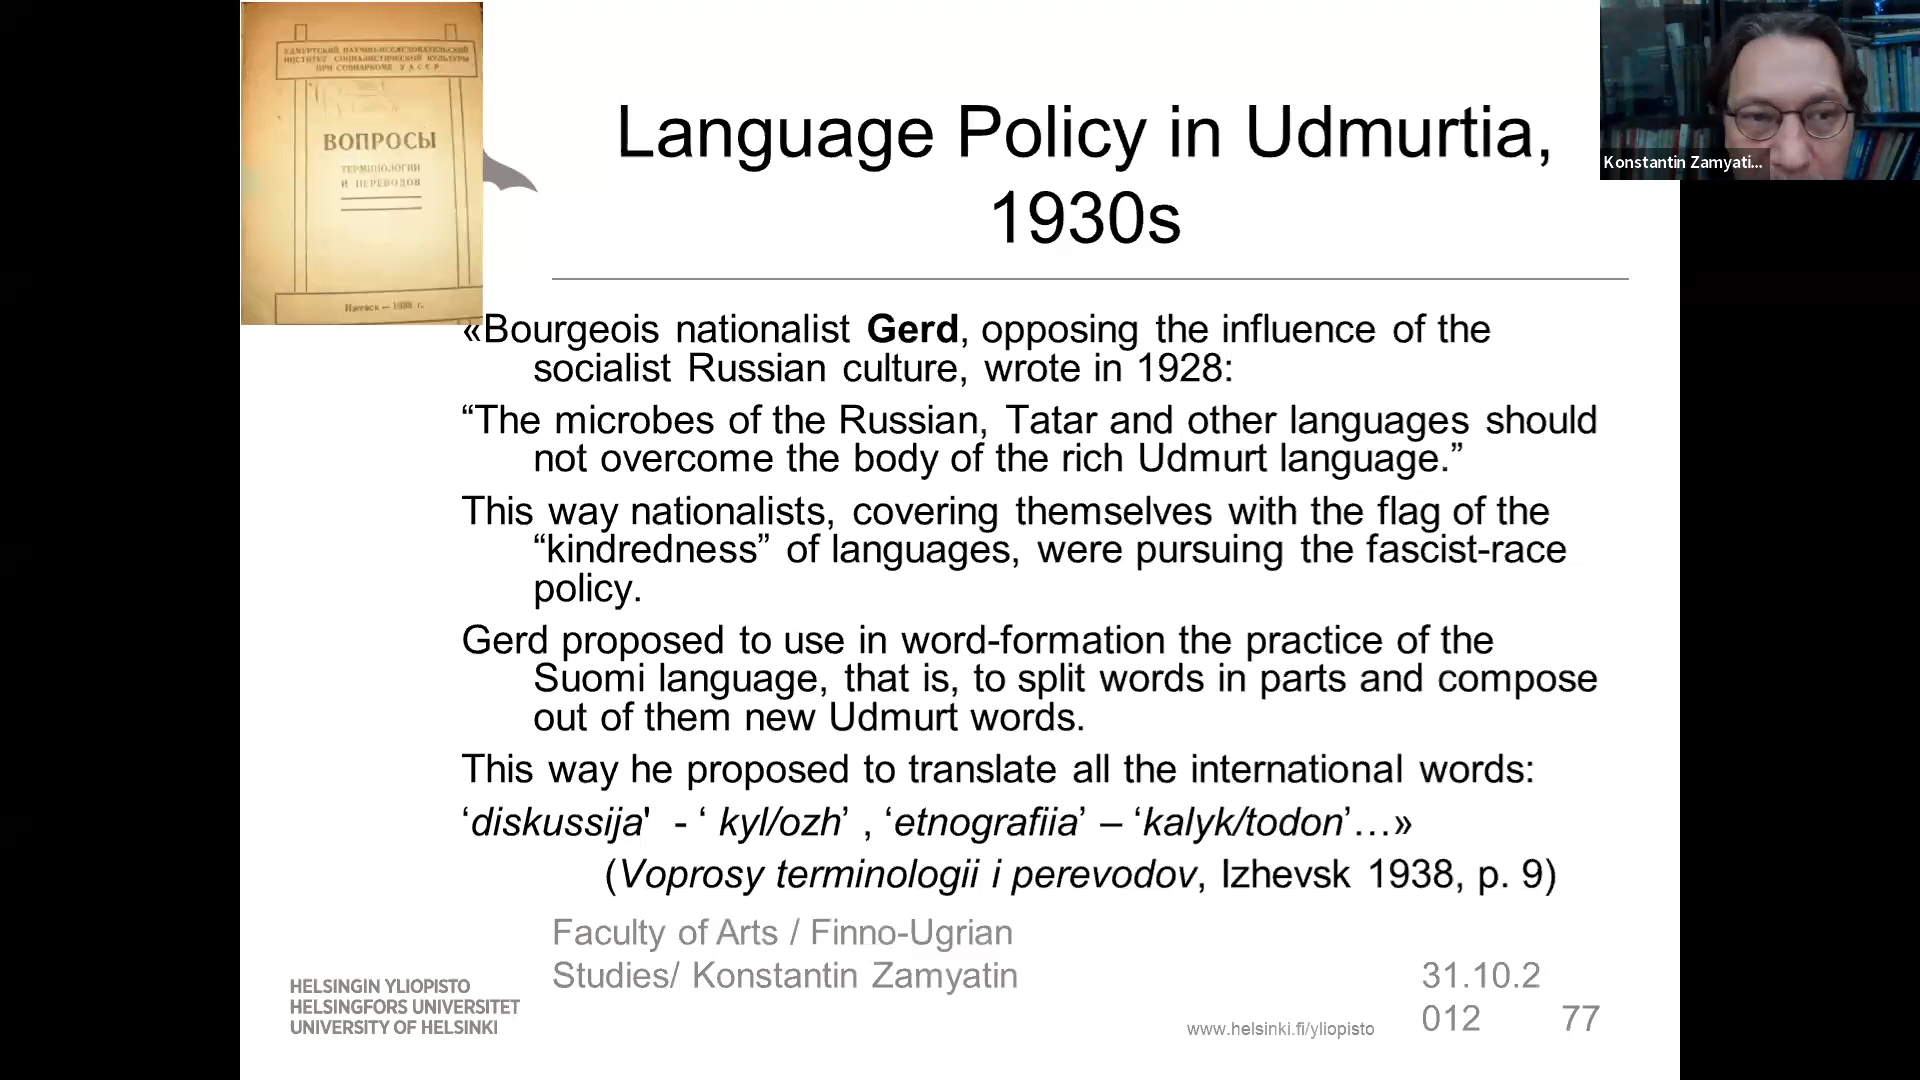 УДМУРТСКИЙ НАУЧНО-ИССЛЕДОВАТЕЛЬСКИЙ
ИНСТИТУТ СОЦИАЛИСТИЧЕСКОЙ КУЛЬТУРЫ
ПРИ СОВНАРКОМЕ УАССР
ВОПРОСЫ
ТЕРМИНОЛОГИИ
И ПЕРЕВОДОВ
Ижевск — 1938 г.
Language Policy in Udmurtia,
1930s
Konstantin Zamyati...
«Bourgeois nationalist Gerd, opposing the influence of the
socialist Russian culture, wrote in 1928:
“The microbes of the Russian, Tatar and other languages should
not overcome the body of the rich Udmurt language.”
This way nationalists, covering themselves with the flag of the
“kindredness” of languages, were pursuing the fascist-race
policy.
Gerd proposed to use in word-formation the practice of the
Suomi language, that is, to split words in parts and compose
out of them new Udmurt words.
This way he proposed to translate all the international words:
‘diskussija' - ‘ kyl/ozh’ , ‘etnografiia’ – ‘kalyk/todon’…»
(Voprosy terminologii i perevodov, Izhevsk 1938, p. 9)
Faculty of Arts / Finno-Ugrian
Studies/ Konstantin Zamyatin
HELSINGIN YLIOPISTO
HELSINGFORS UNIVERSITET
UNIVERSITY OF HELSINKI
www.helsinki.fi/yliopisto
31.10.2
012
77